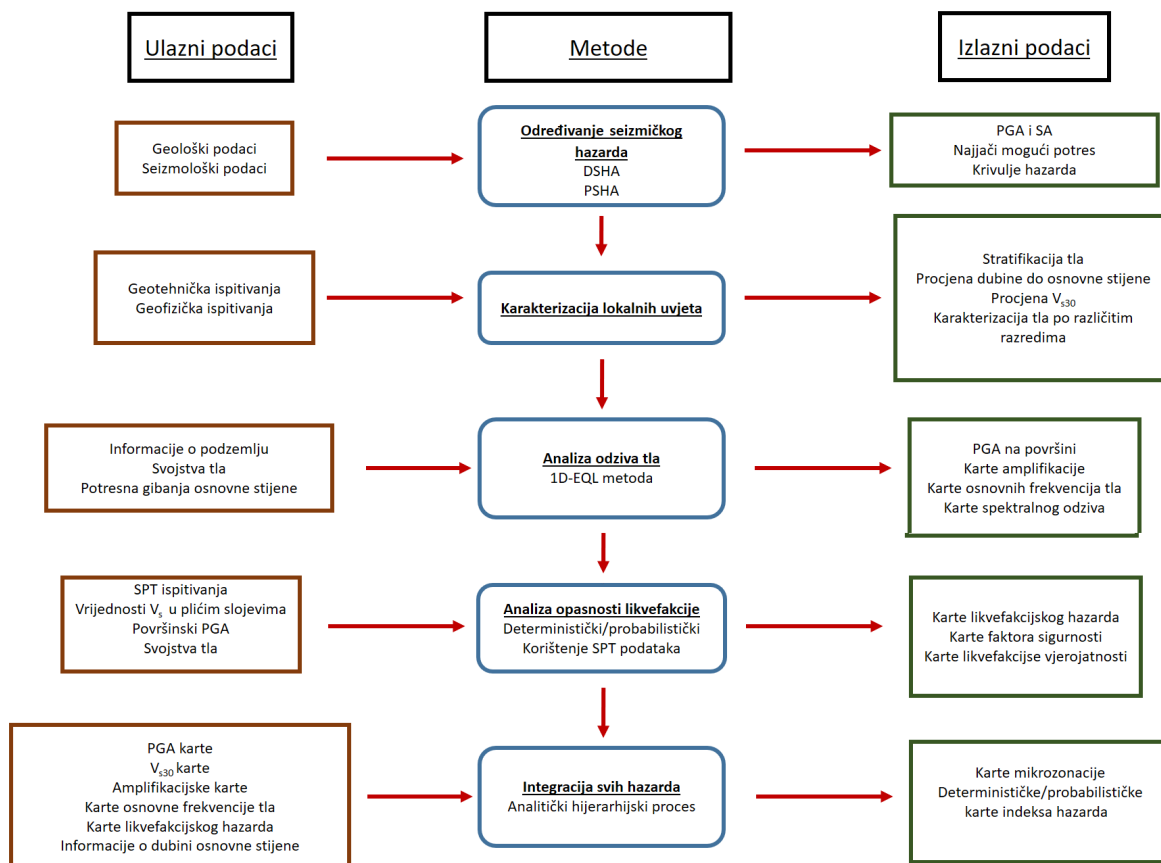 Ulazni podaci
Metode
Izlazni podaci
Geološki podaci
Seizmološki podaci
Određivanje seizmičkog
hazarda
DSHA
PSHA
PGA i SA
Najjači mogući potres
Krivulje hazarda
Geotehnička ispitivanja
Geofizička ispitivanja
Karakterizacija lokalnih uvjeta
Stratifikacija tla
Procjena dubine do osnovne stijene
Procjena Vs30
Karakterizacija tla po različitim
razredima
Informacije o podzemlju
Svojstva tla
Potresna gibanja osnovne stijene
Analiza odziva tla
1D-EQL metoda
PGA na površini
Karte amplifikacije
Karte osnovnih frekvencija tla
Karte spektralnog odziva
SPT ispitivanja
Vrijednosti Vs u plićim slojevima
Površinski PGA
Svojstva tla
Analiza opasnosti likvefakcije
Deterministički/probabilistički
Korištenje SPT podataka
Karte likvefakcijskog hazarda
Karte faktora sigurnosti
Karte likvefakcijse vjerojatnosti
PGA karte
Vs30 karte
Amplifikacijske karte
Karte osnovne frekvencije tla
Karte likvefakcijskog hazarda
Informacije o dubini osnovne stijene
Integracija svih hazarda
Analitički hijerarhijski proces
Karte mikrozonacije
Determinističke/probabilističke
karte indeksa hazarda